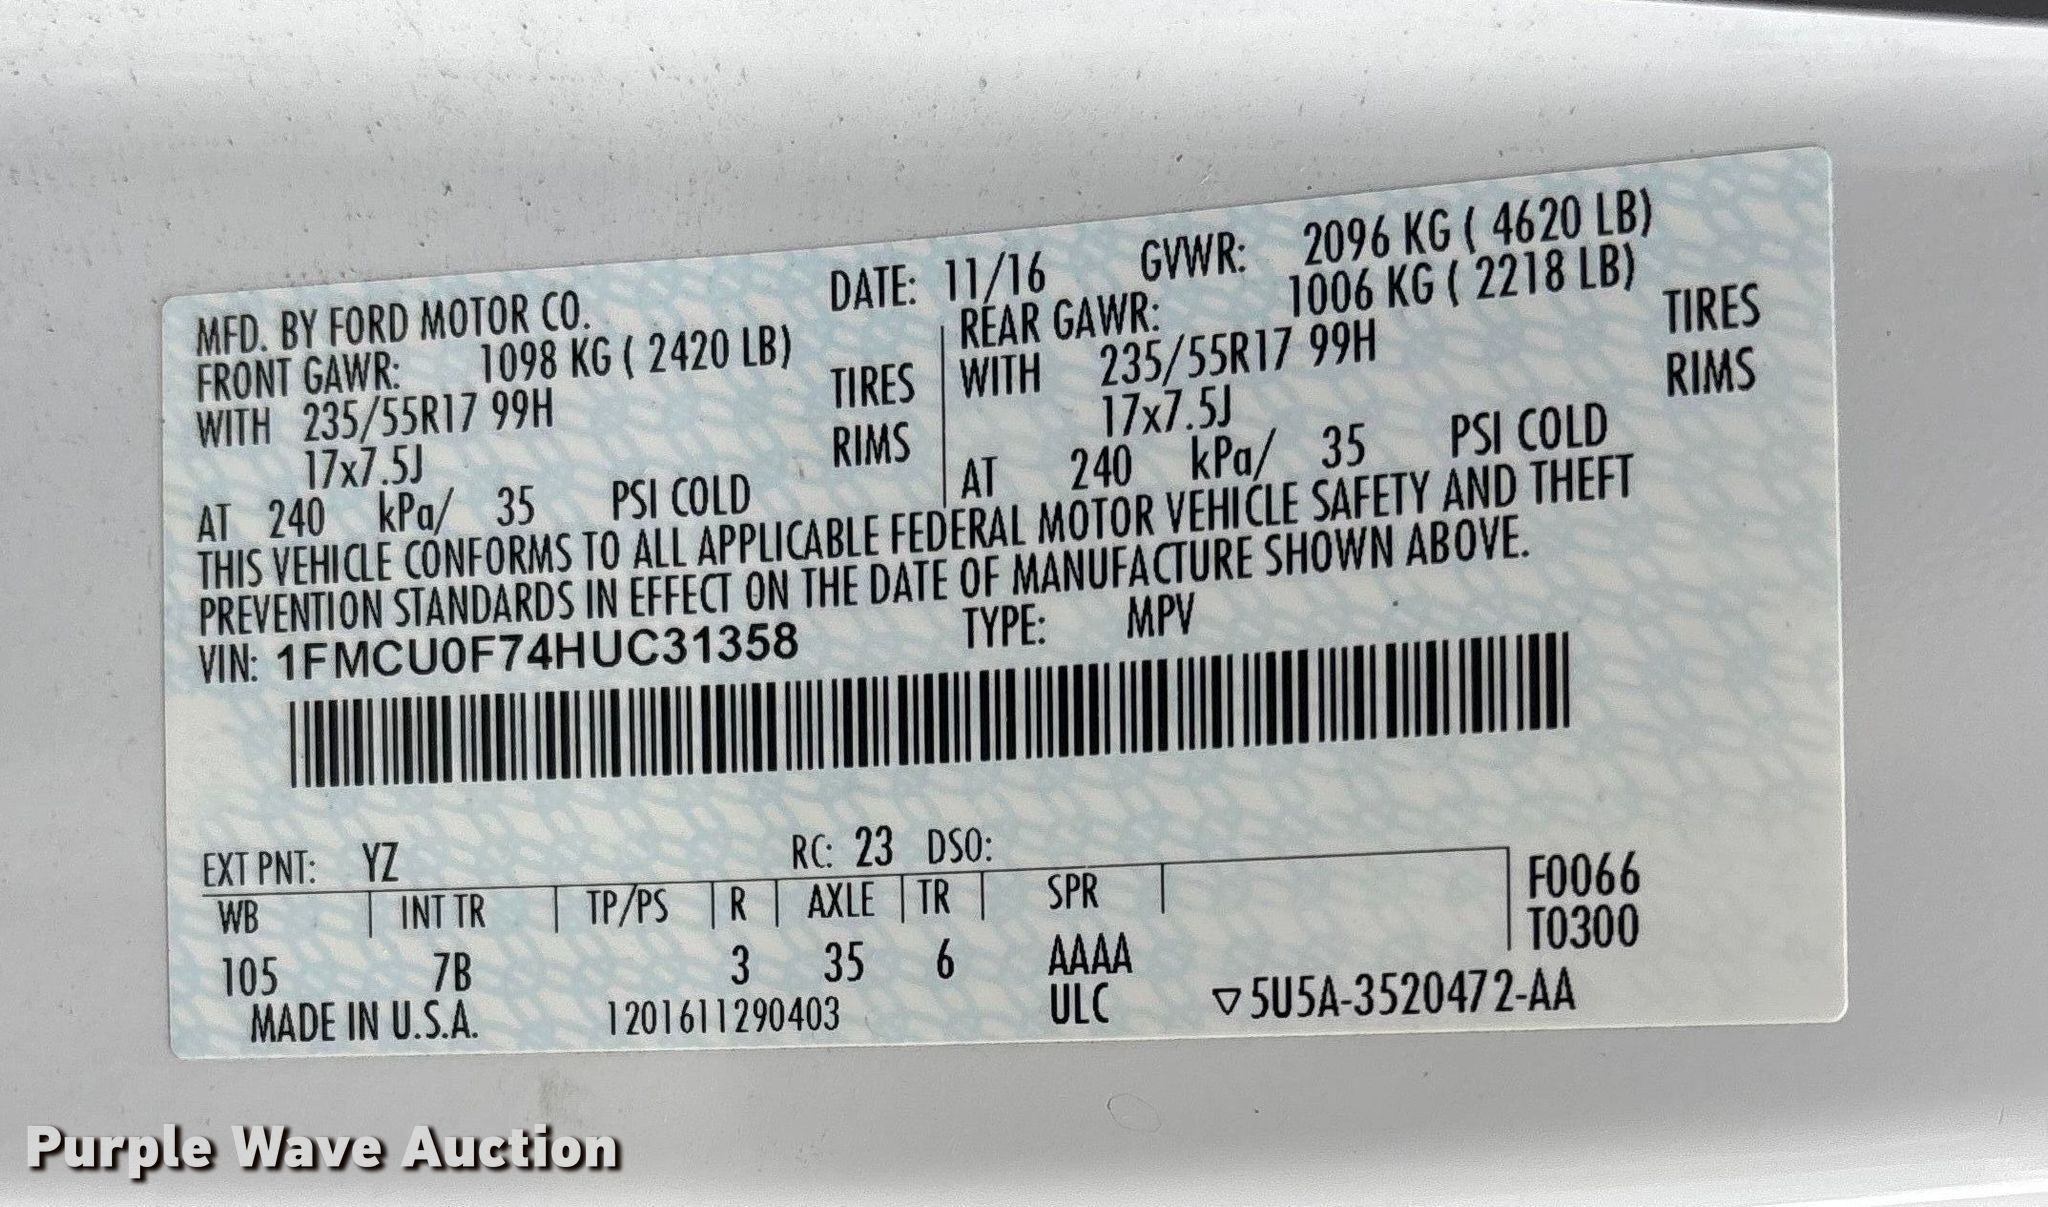 MFD. BY FORD MOTOR CO. DATE: 11/16 GVWR: 2096 KG ( 4620 LB)
FRONT GAWR: 1098 KG ( 2420 LB) REAR GAWR: 1006 KG ( 2218 LB)
WITH 235/55R17 99H TIRES WITH 235/55R17 99H TIRES
17x7.5J RIMS 17x7.5J RIMS
AT 240 kPa/ 35 PSI COLD AT 240 kPa/ 35 PSI COLD
THIS VEHICLE CONFORMS TO ALL APPLICABLE FEDERAL MOTOR VEHICLE SAFETY AND THEFT
PREVENTION STANDARDS IN EFFECT ON THE DATE OF MANUFACTURE SHOWN ABOVE.
VIN: 1FMCU0F74HUC31358 TYPE: MPV
EXT PNT: YZ RC: 23 DSO:
WB INT TR TP/PS R AXLE TR SPR F0066
T0300
105 7B 3 35 6 AAAA
MADE IN U.S.A. 1201611290403 ULC ▽5U5A-3520472-AA
Purple Wave Auction